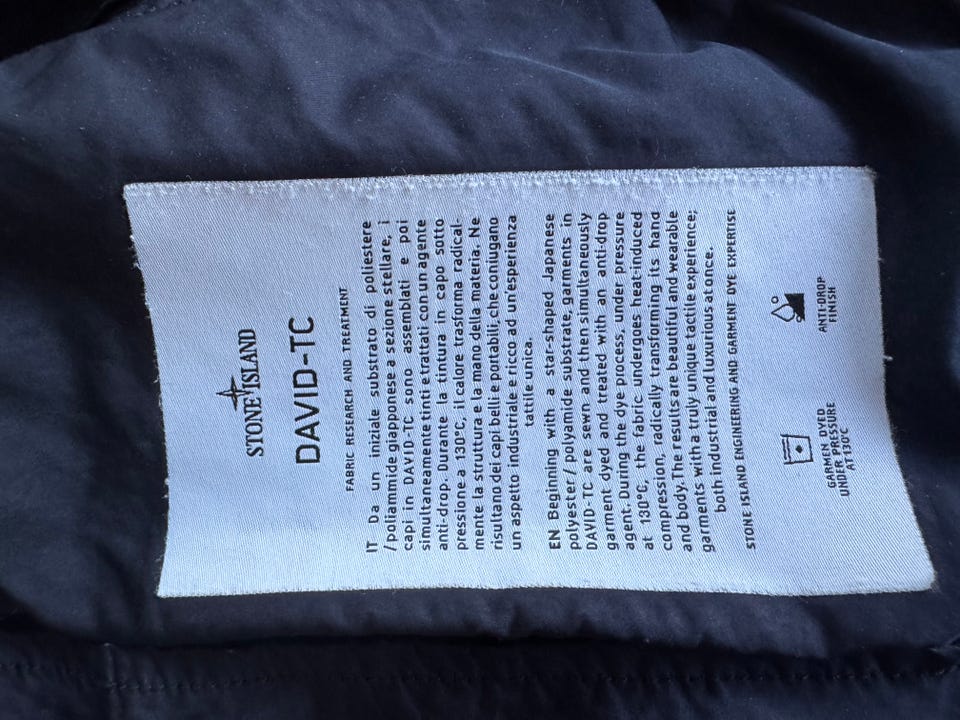 STONE ISLAND
DAVID-TC
FABRIC RESEARCH AND TREATMENT
IT Da un iniziale substrato di poliestere
/poliammide giapponese a sezione stellare, i
capi in DAVID-TC sono assemblati e poi
simultaneamente tinti e trattati con un agente
anti-drop. Durante la tintura in capo sotto
pressione a 130°C, il calore trasforma radical-
mente la struttura e la mano della materia. Ne
risultano dei capi belli e portabili, che coniugano
un aspetto industriale e ricco ad un'esperienza
tattile unica.
EN Beginning with a star-shaped Japanese
polyester / polyamide substrate, garments in
DAVID-TC are sewn and then simultaneously
garment dyed and treated with an anti-drop
agent. During the dye process, under pressure
at 130°C, the fabric undergoes heat-induced
compression, radically transforming its hand
and body. The results are beautiful and wearable
garments with a truly unique tactile experience;
both industrial and luxurious at once.
STONE ISLAND ENGINEERING AND GARMENT DYE EXPERTISE
GARMEN DYED
UNDER PRESSURE
AT 130°C
ANTI-DROP
FINISH